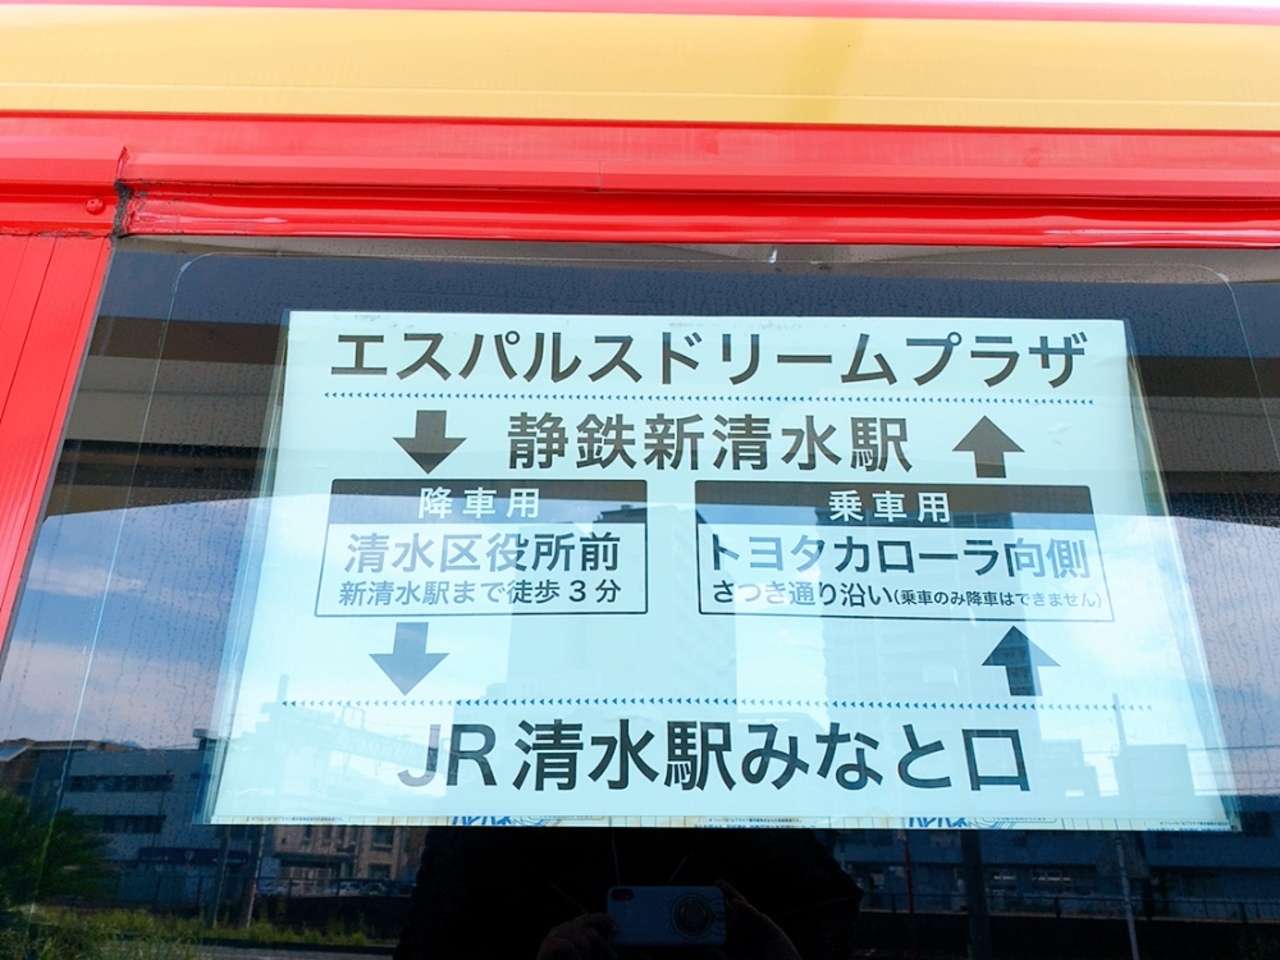 エスパルスドリームプラザ
静鉄新清水駅
降車用
清水区役所前
新清水駅まで徒歩3分
乗車用
トヨタカローラ向側
さつき通り沿い(乗車のみ降車はできません)
JR清水駅みなと口